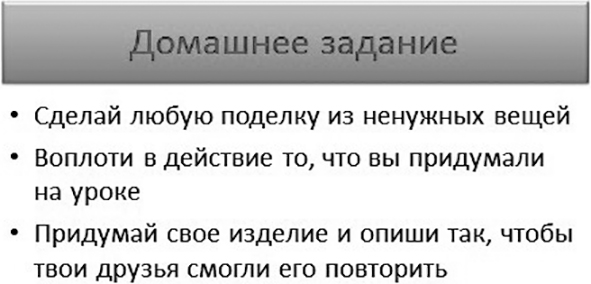 Домашнее задание
• Сделай любую поделку из ненужных вещей
• Воплоти в действие то, что вы придумали
на уроке
• Придумай свое изделие и опиши так, чтобы
твои друзья смогли его повторить